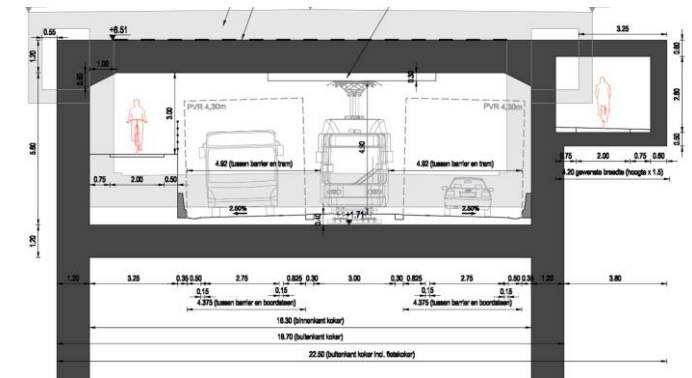 0.55
+6.51
3.25
1.20
0.60
1.00
0.50
0.30
3.00
PVR 4,30m
PVR 4,30m
2.80
5.60
4.90
4.92 (tussen barrier en tram)
4.92 (tussen barrier en tram)
0.50
0.75 2.00 0.50
0.75 2.00 0.75 0.60
4.20 gewenste breedte (hoogte x 1.5)
2.50%
0.40
+1.71
2.50%
1.20
1.20 3.25 0.35 0.50 2.75 0.825 0.30 3.00 0.30 0.825 2.75 0.50 0.35 1.20 3.80
0.15 0.15 0.15 0.15
4.375 (tussen barrier en boordsteen)
4.375 (tussen barrier en boordsteen)
16.30 (binnenkant koker)
18.70 (buitenkant koker)
22.50 (buitenkant koker incl. fietskoker)